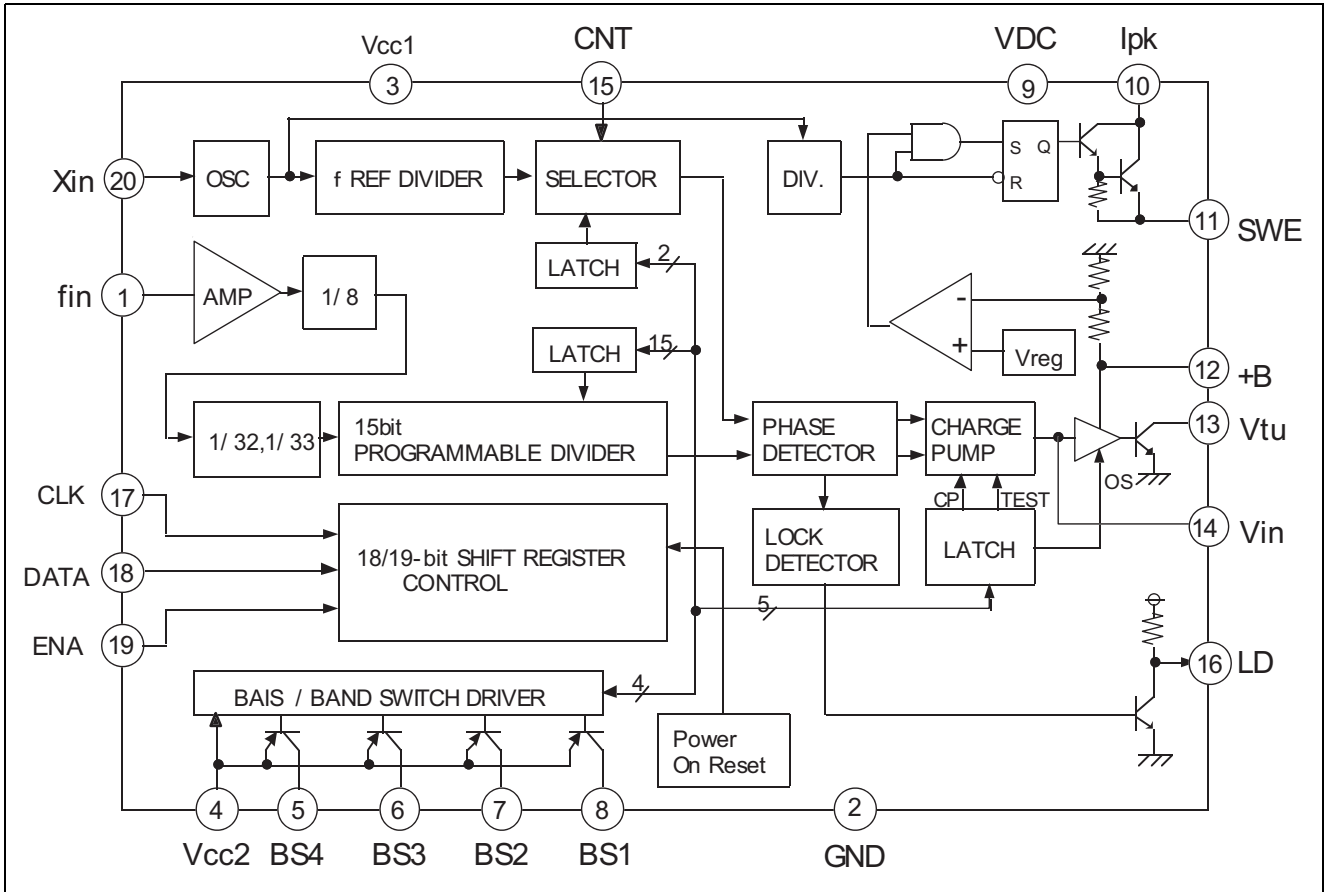 Vcc1
CNT
VDC
Ipk
3
15
9
10
Xin
20
OSC
f REF DIVIDER
SELECTOR
DIV.
S
Q
R
11
SWE
fin
1
AMP
1/ 8
LATCH
2
LATCH
15
-
+
Vreg
12
+B
1/ 32,1/ 33
15bit
PROGRAMMABLE DIVIDER
PHASE
DETECTOR
CHARGE
PUMP
13
Vtu
OS
CLK
17
CP
TEST
14
Vin
DATA
18
18/19-bit SHIFT REGISTER
CONTROL
LOCK
DETECTOR
LATCH
5
ENA
19
16
LD
BAIS / BAND SWITCH DRIVER
4
Power
On Reset
4
5
6
7
8
2
Vcc2
BS4
BS3
BS2
BS1
GND